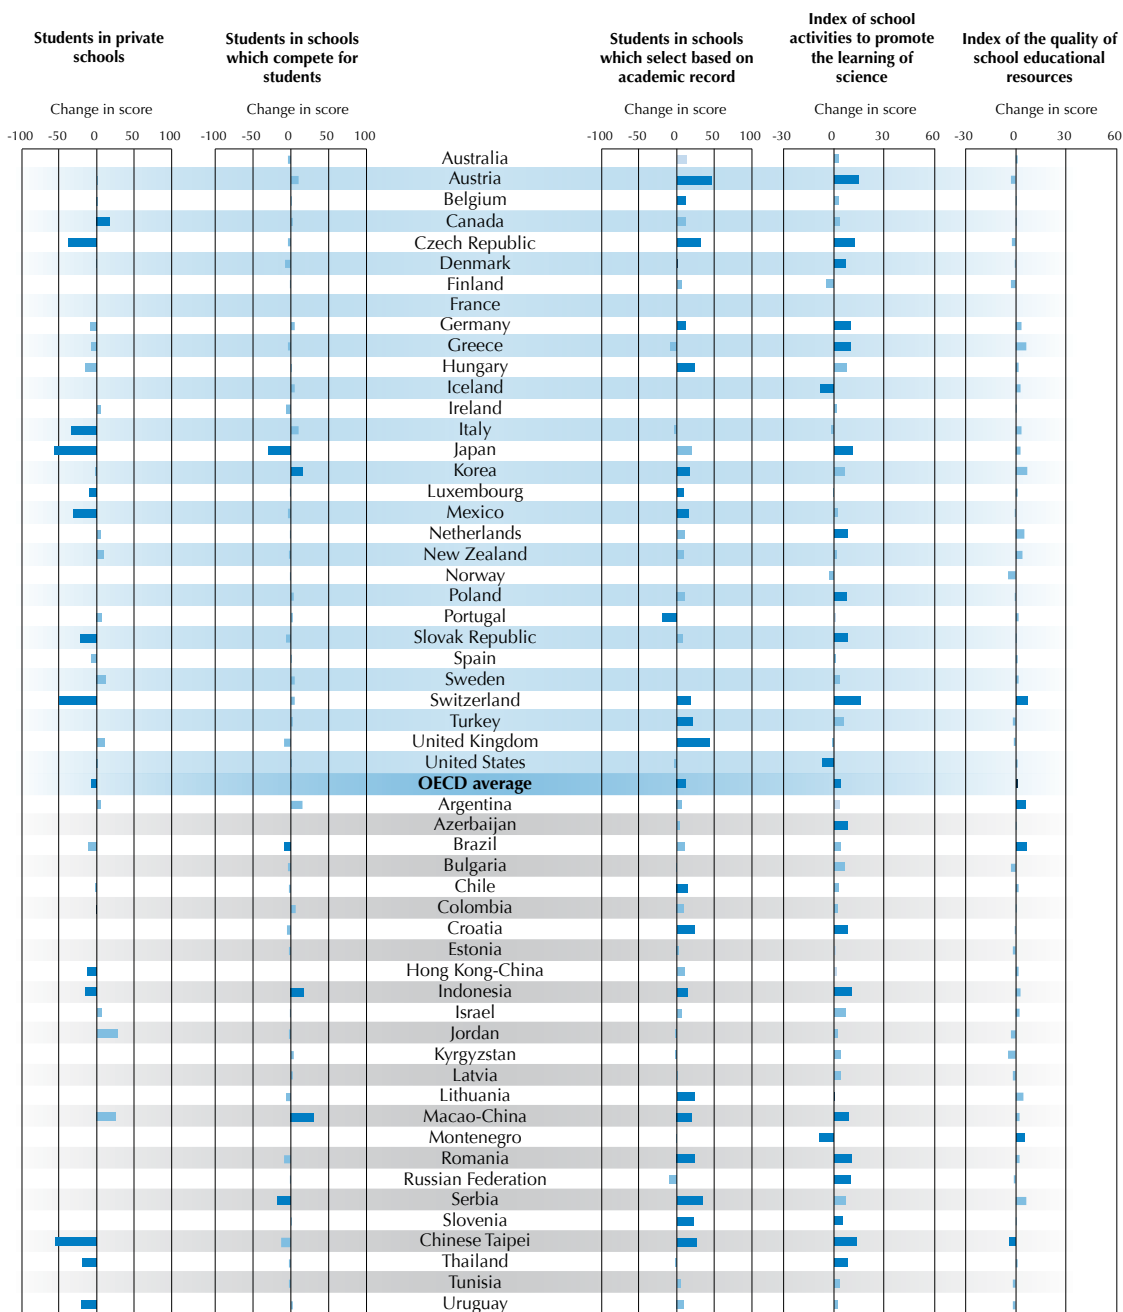 Students in private
schools
Students in schools
which compete for
students
Students in schools
which select based on
academic record
Index of school
activities to promote
the learning of
science
Index of the quality of
school educational
resources
Change in score
Change in score
Change in score
Change in score
Change in score
-100 -50 0 50 100
-100 -50 0 50 100
-100 -50 0 50 100
-30 0 30 60
-30 0 30 60
Australia
Austria
Belgium
Canada
Czech Republic
Denmark
Finland
France
Germany
Greece
Hungary
Iceland
Ireland
Italy
Japan
Korea
Luxembourg
Mexico
Netherlands
New Zealand
Norway
Poland
Portugal
Slovak Republic
Spain
Sweden
Switzerland
Turkey
United Kingdom
United States
OECD average
Argentina
Azerbaijan
Brazil
Bulgaria
Chile
Colombia
Croatia
Estonia
Hong Kong-China
Indonesia
Israel
Jordan
Kyrgyzstan
Latvia
Lithuania
Macao-China
Montenegro
Romania
Russian Federation
Serbia
Slovenia
Chinese Taipei
Thailand
Tunisia
Uruguay